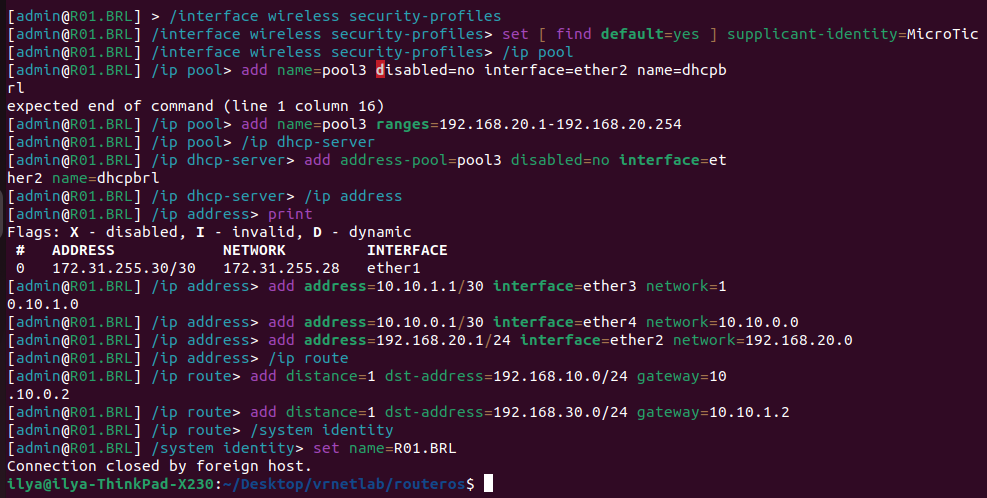 [admin@R01.BRL] > /interface wireless security-profiles
[admin@R01.BRL] /interface wireless security-profiles> set [ find default=yes ] supplicant-identity=MicroTic
[admin@R01.BRL] /interface wireless security-profiles> /ip pool
[admin@R01.BRL] /ip pool> add name=pool3 disabled=no interface=ether2 name=dhcpb
rl
expected end of command (line 1 column 16)
[admin@R01.BRL] /ip pool> add name=pool3 ranges=192.168.20.1-192.168.20.254
[admin@R01.BRL] /ip pool> /ip dhcp-server
[admin@R01.BRL] /ip dhcp-server> add address-pool=pool3 disabled=no interface=et
her2 name=dhcpbrl
[admin@R01.BRL] /ip dhcp-server> /ip address
[admin@R01.BRL] /ip address> print
Flags: X - disabled, I - invalid, D - dynamic
 #   ADDRESS            NETWORK         INTERFACE
 0   172.31.255.30/30   172.31.255.28   ether1
[admin@R01.BRL] /ip address> add address=10.10.1.1/30 interface=ether3 network=1
0.10.1.0
[admin@R01.BRL] /ip address> add address=10.10.0.1/30 interface=ether4 network=10.10.0.0
[admin@R01.BRL] /ip address> add address=192.168.20.1/24 interface=ether2 network=192.168.20.0
[admin@R01.BRL] /ip address> /ip route
[admin@R01.BRL] /ip route> add distance=1 dst-address=192.168.10.0/24 gateway=10
.10.0.2
[admin@R01.BRL] /ip route> add distance=1 dst-address=192.168.30.0/24 gateway=10.10.1.2
[admin@R01.BRL] /ip route> /system identity
[admin@R01.BRL] /system identity> set name=R01.BRL
Connection closed by foreign host.
ilya@ilya-ThinkPad-X230:~/Desktop/vrnetlab/routeros$